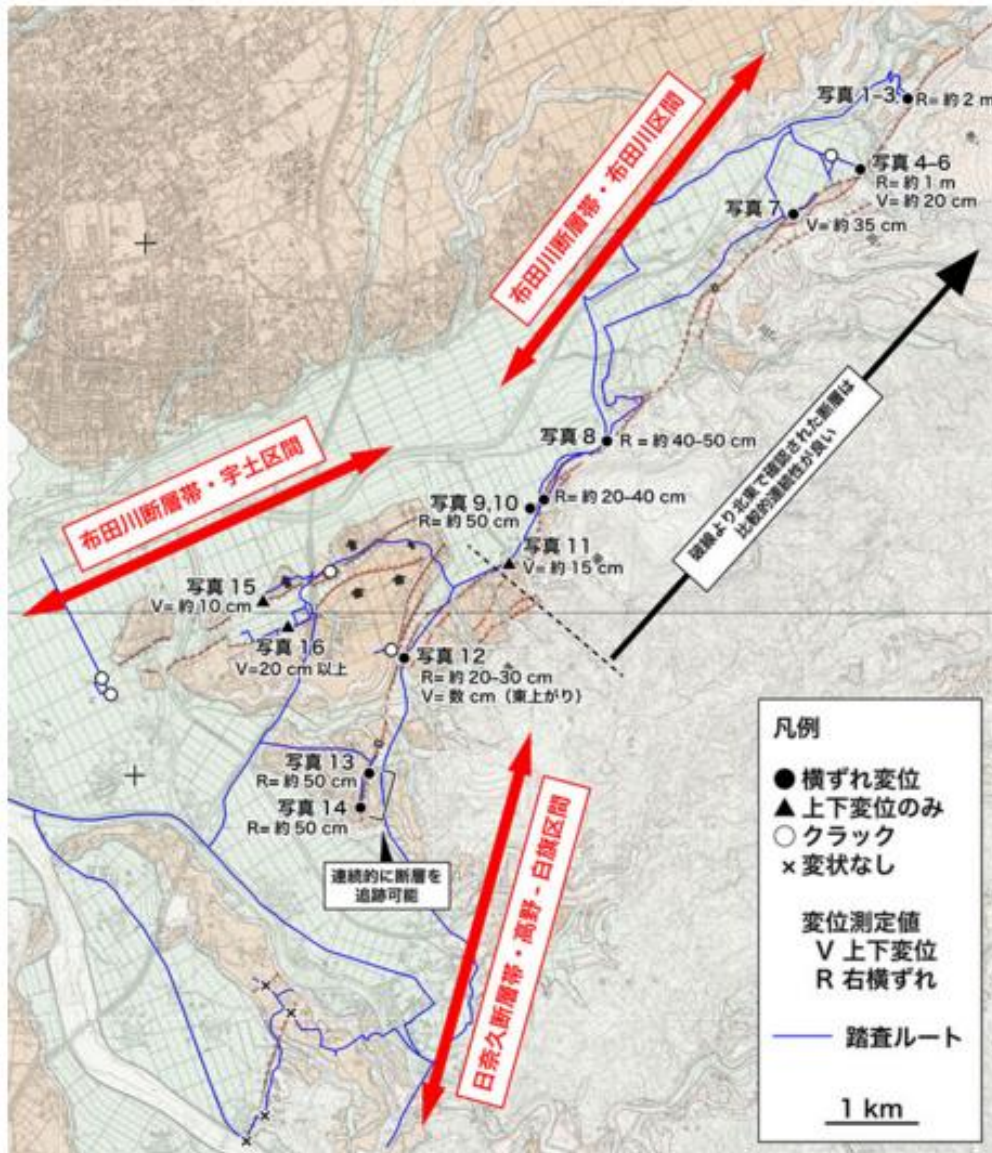 写真 1–3
R= 約 2 m
写真 4–6
R= 約 1 m
V= 約 20 cm
写真 7
V= 約 35 cm
布田川断層帯・布田川区間
破線より北東で確認された断層は
比較的連続性が良い
写真 8
R = 約 40–50 cm
布田川断層帯・宇土区間
写真 9,10
R= 約 50 cm
R= 約 20–40 cm
写真 11
V= 約 15 cm
写真 15
V= 約 10 cm
写真 16
V=20 cm 以上
写真 12
R= 約 20–30 cm
V= 数 cm（東上がり）
写真 13
R= 約 50 cm
写真 14
R= 約 50 cm
連続的に断層を
追跡可能
日奈久断層帯・高野 - 白旗区間
凡例
横ずれ変位
上下変位のみ
クラック
変状なし
変位測定値
V 上下変位
R 右横ずれ
踏査ルート
1 km